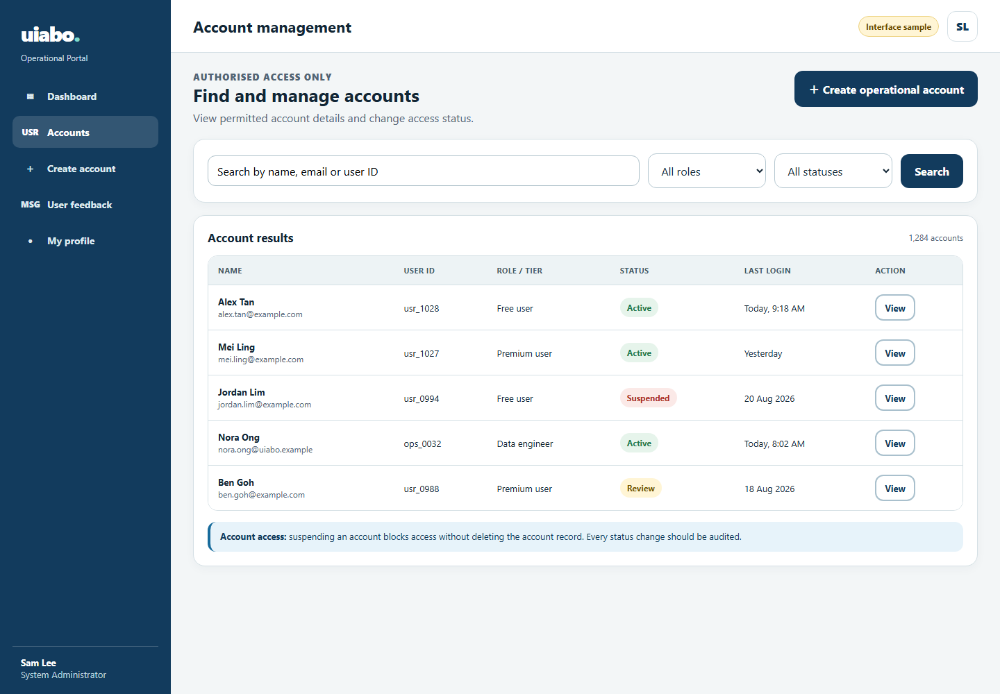 uiabo.
Operational Portal
Dashboard
USR Accounts
+ Create account
MSG User feedback
• My profile
Sam Lee
System Administrator
Account management
Interface sample
SL
AUTHORISED ACCESS ONLY
Find and manage accounts
View permitted account details and change access status.
+ Create operational account
Search by name, email or user ID
All roles
All statuses
Search
Account results
1,284 accounts
NAME USER ID ROLE / TIER STATUS LAST LOGIN ACTION
Alex Tan
alex.tan@example.com
usr_1028 Free user Active Today, 9:18 AM View
Mei Ling
mei.ling@example.com
usr_1027 Premium user Active Yesterday View
Jordan Lim
jordan.lim@example.com
usr_0994 Free user Suspended 20 Aug 2026 View
Nora Ong
nora.ong@uiabo.example
ops_0032 Data engineer Active Today, 8:02 AM View
Ben Goh
ben.goh@example.com
usr_0988 Premium user Review 18 Aug 2026 View
Account access: suspending an account blocks access without deleting the account record. Every status change should be audited.